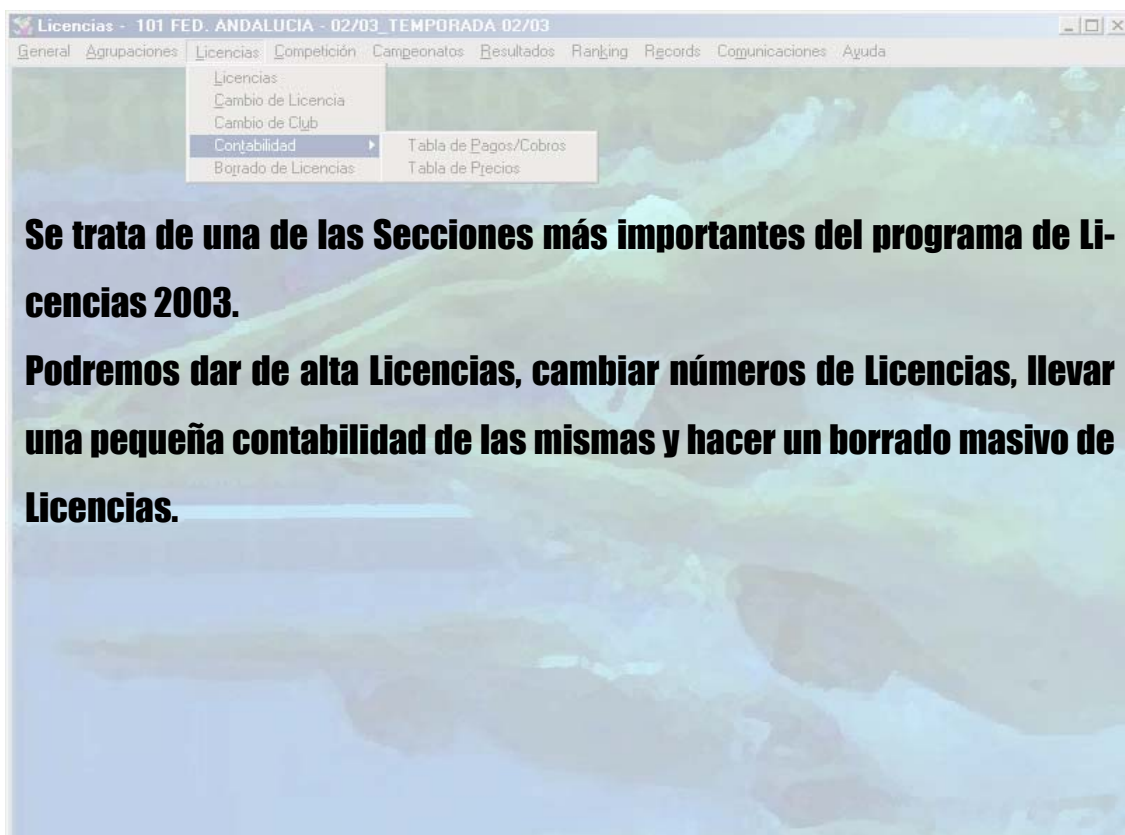 Licencias - 101 FED. ANDALUCIA - 02/03_TEMPORADA 02/03
General Agrupaciones Licencias Competición Campeonatos Resultados Ranking Records Comunicaciones Ayuda
Licencias
Cambio de Licencia
Cambio de Club
Contabilidad Tabla de Pagos/Cobros
Borrado de Licencias Tabla de Precios
Se trata de una de las Secciones más importantes del programa de Li-
cencias 2003.
Podremos dar de alta Licencias, cambiar números de Licencias, llevar
una pequeña contabilidad de las mismas y hacer un borrado masivo de
Licencias.